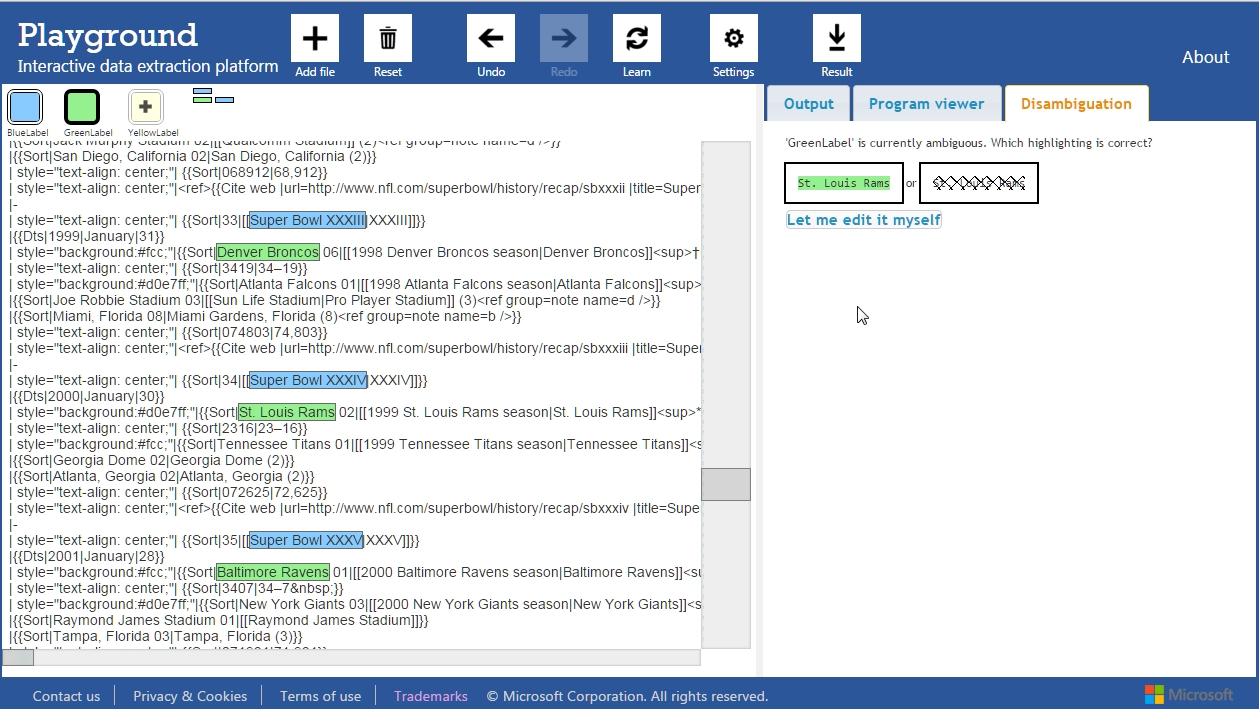 Playground
Interactive data extraction platform
Add file
Reset
Undo
Redo
Learn
Settings
Result
About
BlueLabel
GreenLabel
YellowLabel
|{{Sort|Jack Murphy Stadium 02|[[Qualcomm Stadium]] (2)<ref group=note name=d />}}
|{{Sort|San Diego, California 02|San Diego, California (2)}}
| style="text-align: center;"| {{Sort|068912|68,912}}
| style="text-align: center;"|<ref>{{Cite web |url=http://www.nfl.com/superbowl/history/recap/sbxxxii |title=Super
|-
| style="text-align: center;"| {{Sort|33|[[Super Bowl XXXIII|XXXIII]]}}
|{{Dts|1999|January|31}}
| style="background:#fcc;"|{{Sort|Denver Broncos 06|[[1998 Denver Broncos season|Denver Broncos]]<sup>†
| style="text-align: center;"| {{Sort|3419|34–19}}
| style="background:#d0e7ff;"|{{Sort|Atlanta Falcons 01|[[1998 Atlanta Falcons season|Atlanta Falcons]]<sup>
|{{Sort|Joe Robbie Stadium 03|[[Sun Life Stadium|Pro Player Stadium]] (3)<ref group=note name=d />}}
|{{Sort|Miami, Florida 08|Miami Gardens, Florida (8)<ref group=note name=b />}}
| style="text-align: center;"| {{Sort|074803|74,803}}
| style="text-align: center;"|<ref>{{Cite web |url=http://www.nfl.com/superbowl/history/recap/sbxxxiii |title=Super
|-
| style="text-align: center;"| {{Sort|34|[[Super Bowl XXXIV|XXXIV]]}}
|{{Dts|2000|January|30}}
| style="background:#d0e7ff;"|{{Sort|St. Louis Rams 02|[[1999 St. Louis Rams season|St. Louis Rams]]<sup>*
| style="text-align: center;"| {{Sort|2316|23–16}}
| style="background:#fcc;"|{{Sort|Tennessee Titans 01|[[1999 Tennessee Titans season|Tennessee Titans]]<s
|{{Sort|Georgia Dome 02|Georgia Dome (2)}}
|{{Sort|Atlanta, Georgia 02|Atlanta, Georgia (2)}}
| style="text-align: center;"| {{Sort|072625|72,625}}
| style="text-align: center;"|<ref>{{Cite web |url=http://www.nfl.com/superbowl/history/recap/sbxxxiv |title=Supe
|-
| style="text-align: center;"| {{Sort|35|[[Super Bowl XXXV|XXXV]]}}
|{{Dts|2001|January|28}}
| style="background:#fcc;"|{{Sort|Baltimore Ravens 01|[[2000 Baltimore Ravens season|Baltimore Ravens]]<su
| style="text-align: center;"| {{Sort|3407|34–7&nbsp;}}
| style="background:#d0e7ff;"|{{Sort|New York Giants 03|[[2000 New York Giants season|New York Giants]]<s
|{{Sort|Raymond James Stadium 01|[[Raymond James Stadium]]}}
|{{Sort|Tampa, Florida 03|Tampa, Florida (3)}}
Output
Program viewer
Disambiguation
'GreenLabel' is currently ambiguous. Which highlighting is correct?
St. Louis Rams or St. Louis Rams
Let me edit it myself
Contact us
Privacy & Cookies
Terms of use
Trademarks
© Microsoft Corporation. All rights reserved.
Microsoft